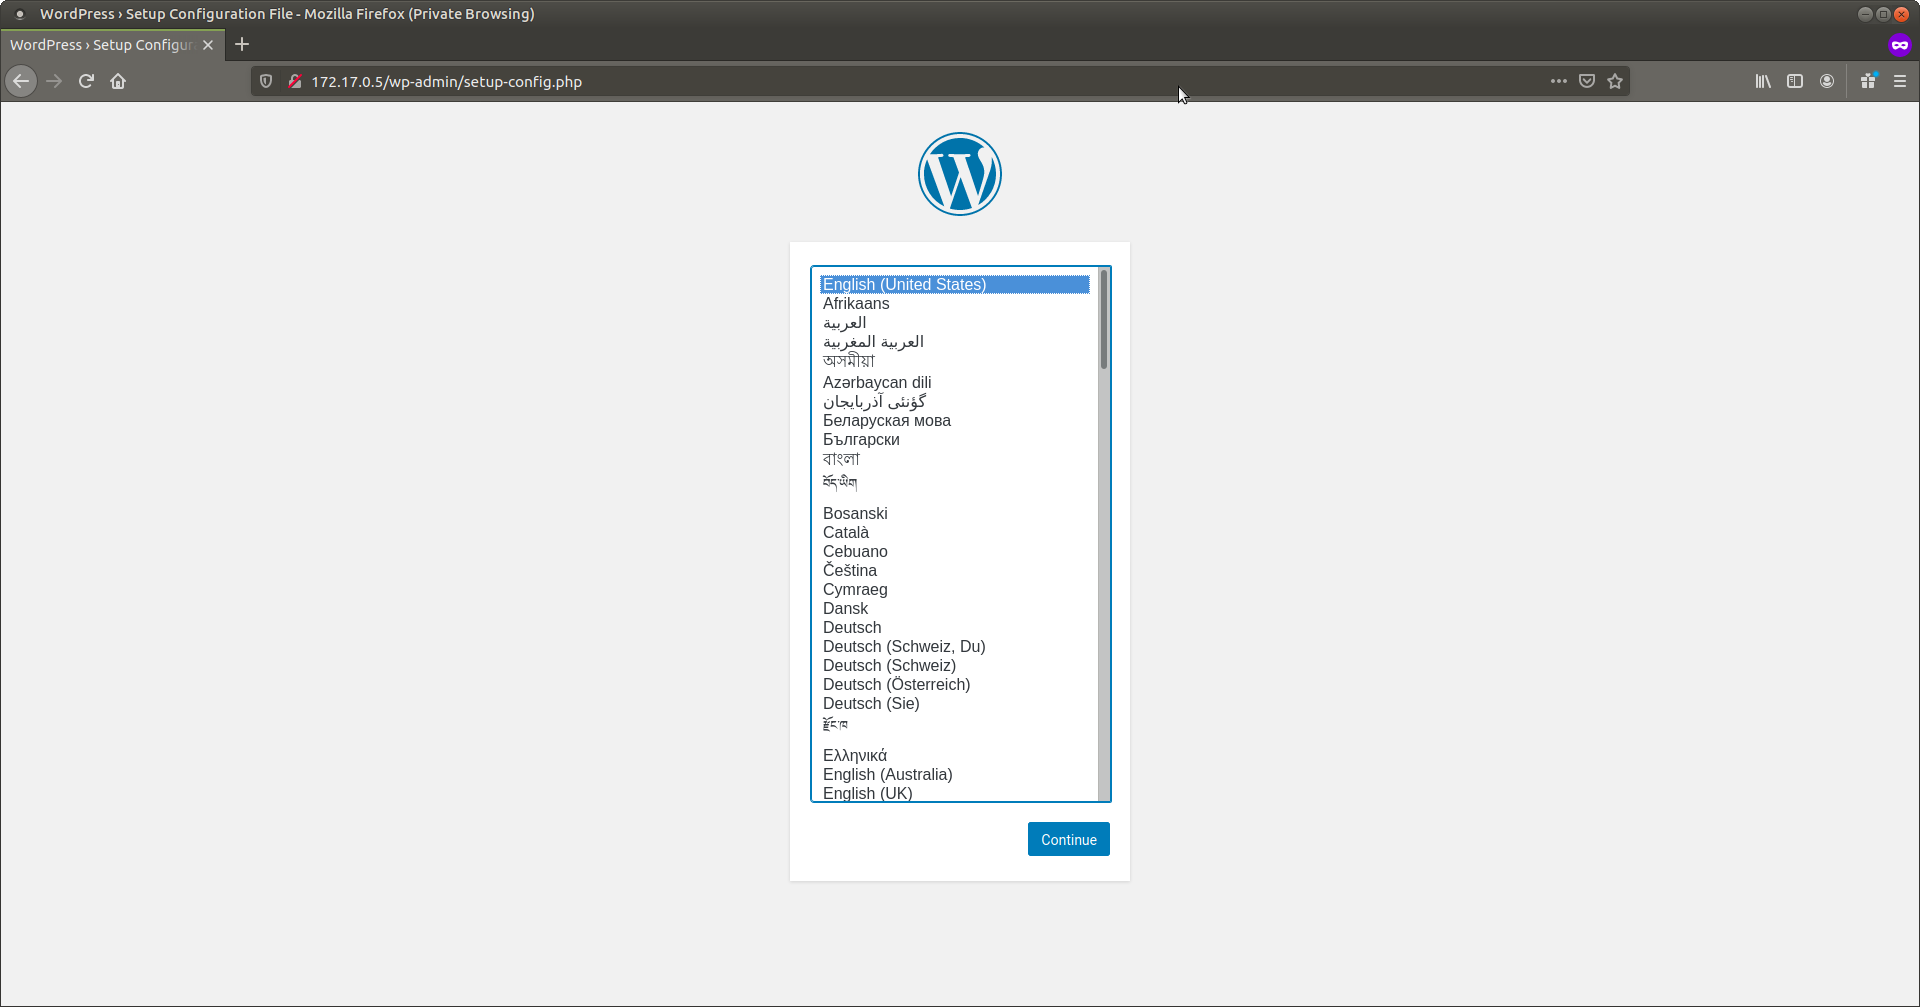 WordPress › Setup Configuration File - Mozilla Firefox (Private Browsing)
WordPress › Setup Configur
172.17.0.5/wp-admin/setup-config.php
English (United States)
Afrikaans
العربية
العربية المغربية
অসমীয়া
Azərbaycan dili
گؤنئی آذربایجان
Беларуская мова
Български
বাংলা
བོད་ཡིག
Bosanski
Català
Cebuano
Čeština
Cymraeg
Dansk
Deutsch
Deutsch (Schweiz, Du)
Deutsch (Schweiz)
Deutsch (Österreich)
Deutsch (Sie)
རྫོང་ཁ
Ελληνικά
English (Australia)
English (UK)
Continue